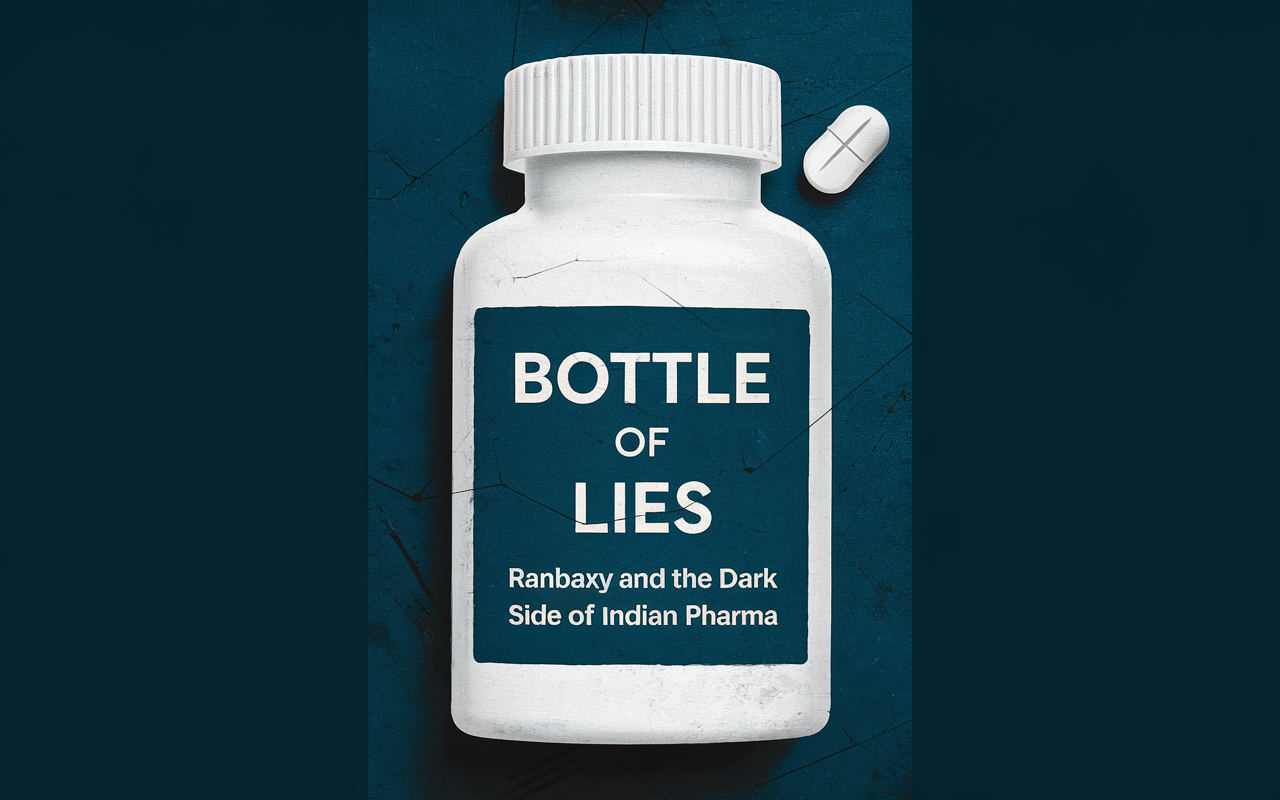 BOTTLE
OF
LIES
Ranbaxy and the Dark
Side of Indian Pharma